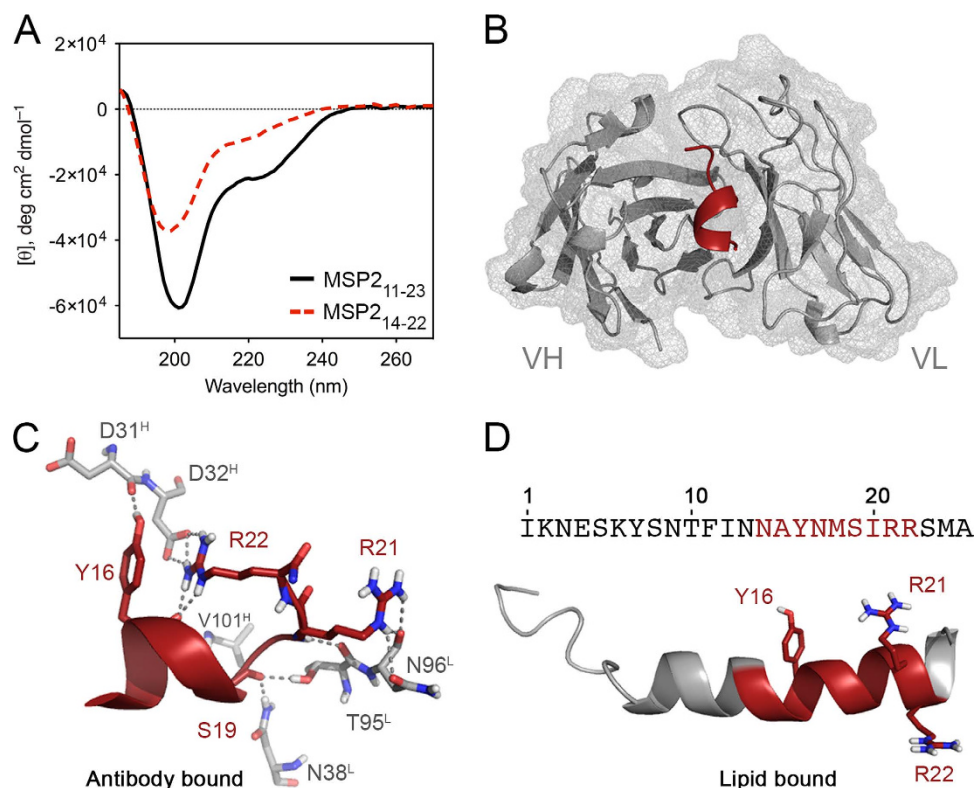 A
B
2×10⁴
0
-2×10⁴
-4×10⁴
-6×10⁴
[θ], deg cm² dmol⁻¹
MSP2₁₁₋₂₃
MSP2₁₄₋₂₂
200 220 240 260
Wavelength (nm)
VH
VL
C
D31ᴴ
D32ᴴ
R22
R21
Y16
V101ᴴ
N96ᴸ
T95ᴸ
S19
N38ᴸ
Antibody bound
D
1 10 20
IKNESKYSNTFINNAYNMSIRRSMA
Y16
R21
R22
Lipid bound